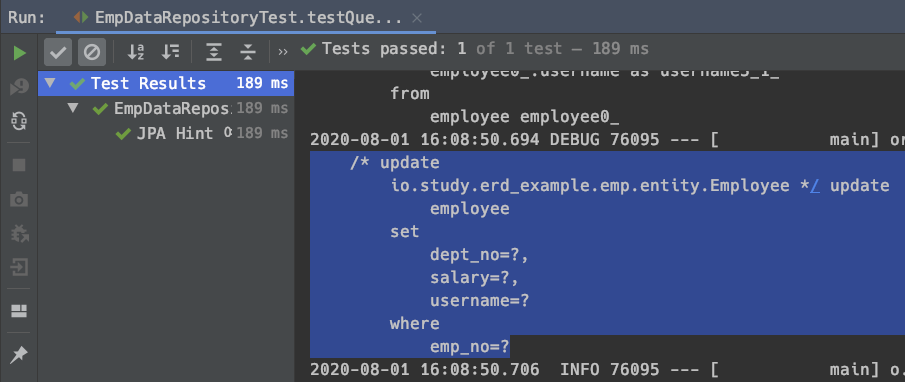 Run: EmpDataRepositoryTest.testQue... ×
» Tests passed: 1 of 1 test – 189 ms
Test Results 189 ms
EmpDataRepos 189 ms
JPA Hint 189 ms
employee0_.username as username3_1_
from
employee employee0_
2020-08-01 16:08:50.694 DEBUG 76095 --- [ main] or
/* update
io.study.erd_example.emp.entity.Employee */ update
employee
set
dept_no=?,
salary=?,
username=?
where
emp_no=?
2020-08-01 16:08:50.706 INFO 76095 --- [ main] o.